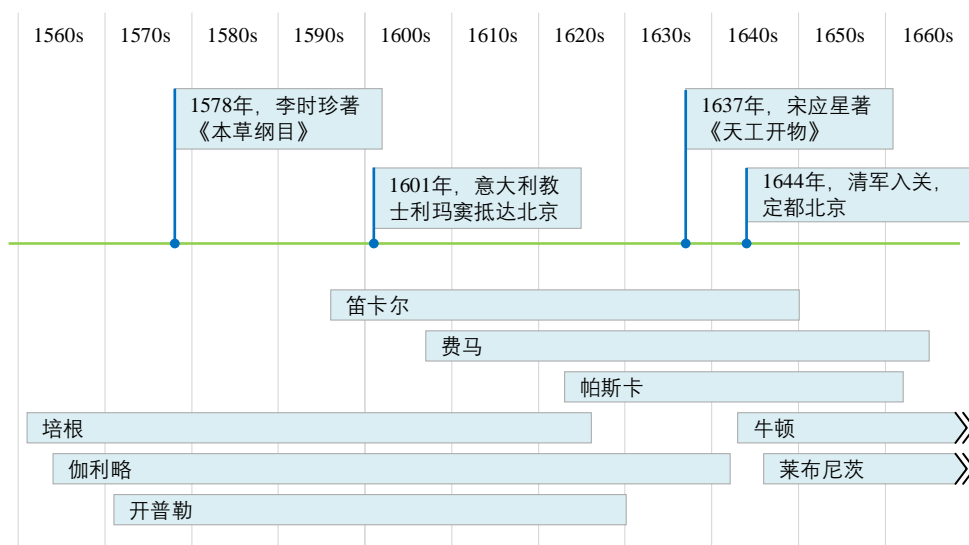 1560s 1570s 1580s 1590s 1600s 1610s 1620s 1630s 1640s 1650s 1660s
1578年，李时珍著
《本草纲目》
1637年，宋应星著
《天工开物》
1601年，意大利教
士利玛窦抵达北京
1644年，清军入关，
定都北京
笛卡尔
费马
帕斯卡
培根
牛顿
伽利略
莱布尼茨
开普勒